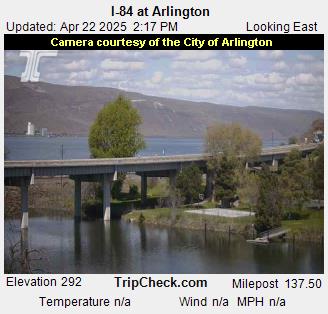 I-84 at Arlington
Updated: Apr 22 2025 2:17 PM Looking East
Camera courtesy of the City of Arlington
Elevation 292 TripCheck.com Milepost 137.50
Temperature n/a Wind n/a MPH n/a